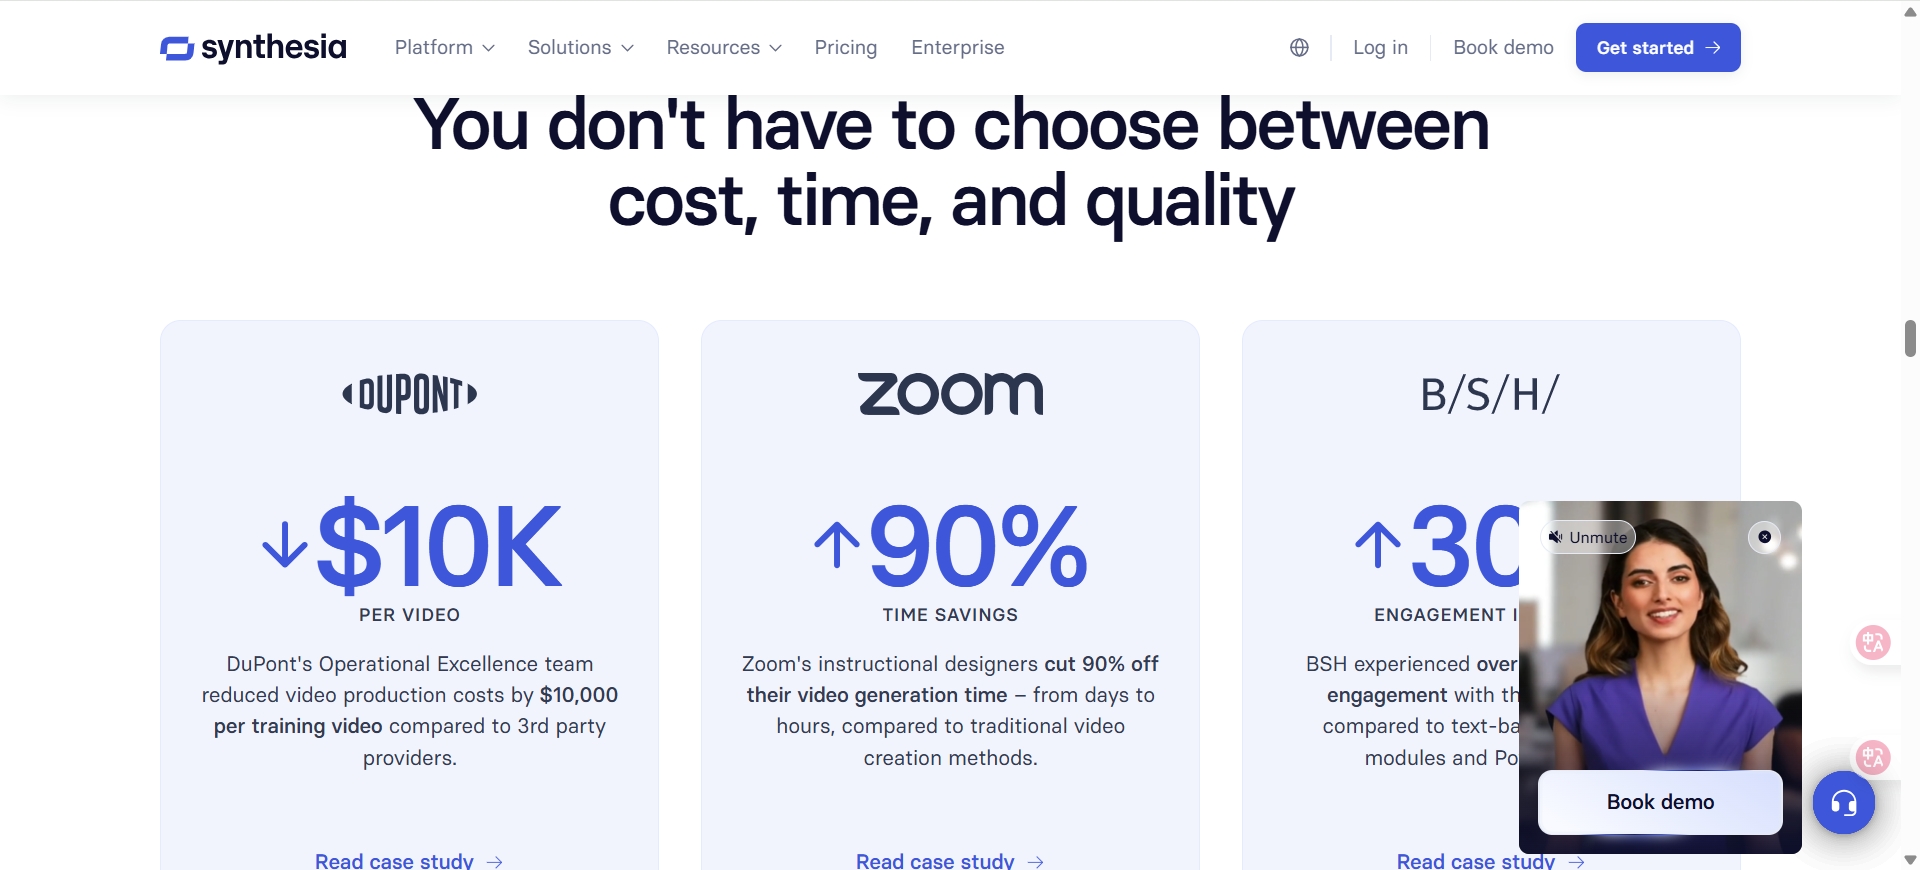 synthesia Platform Solutions Resources Pricing Enterprise Log in Book demo Get started
You don't have to choose between
cost, time, and quality
DUPONT
$10K
PER VIDEO
DuPont's Operational Excellence team
reduced video production costs by $10,000
per training video compared to 3rd party
providers.
Read case study
zoom
90%
TIME SAVINGS
Zoom's instructional designers cut 90% off
their video generation time – from days to
hours, compared to traditional video
creation methods.
Read case study
B/S/H/
30
ENGAGEMENT
BSH experienced over
engagement with
compared to
modules and
Read case study
Unmute
Book demo
中A
中A